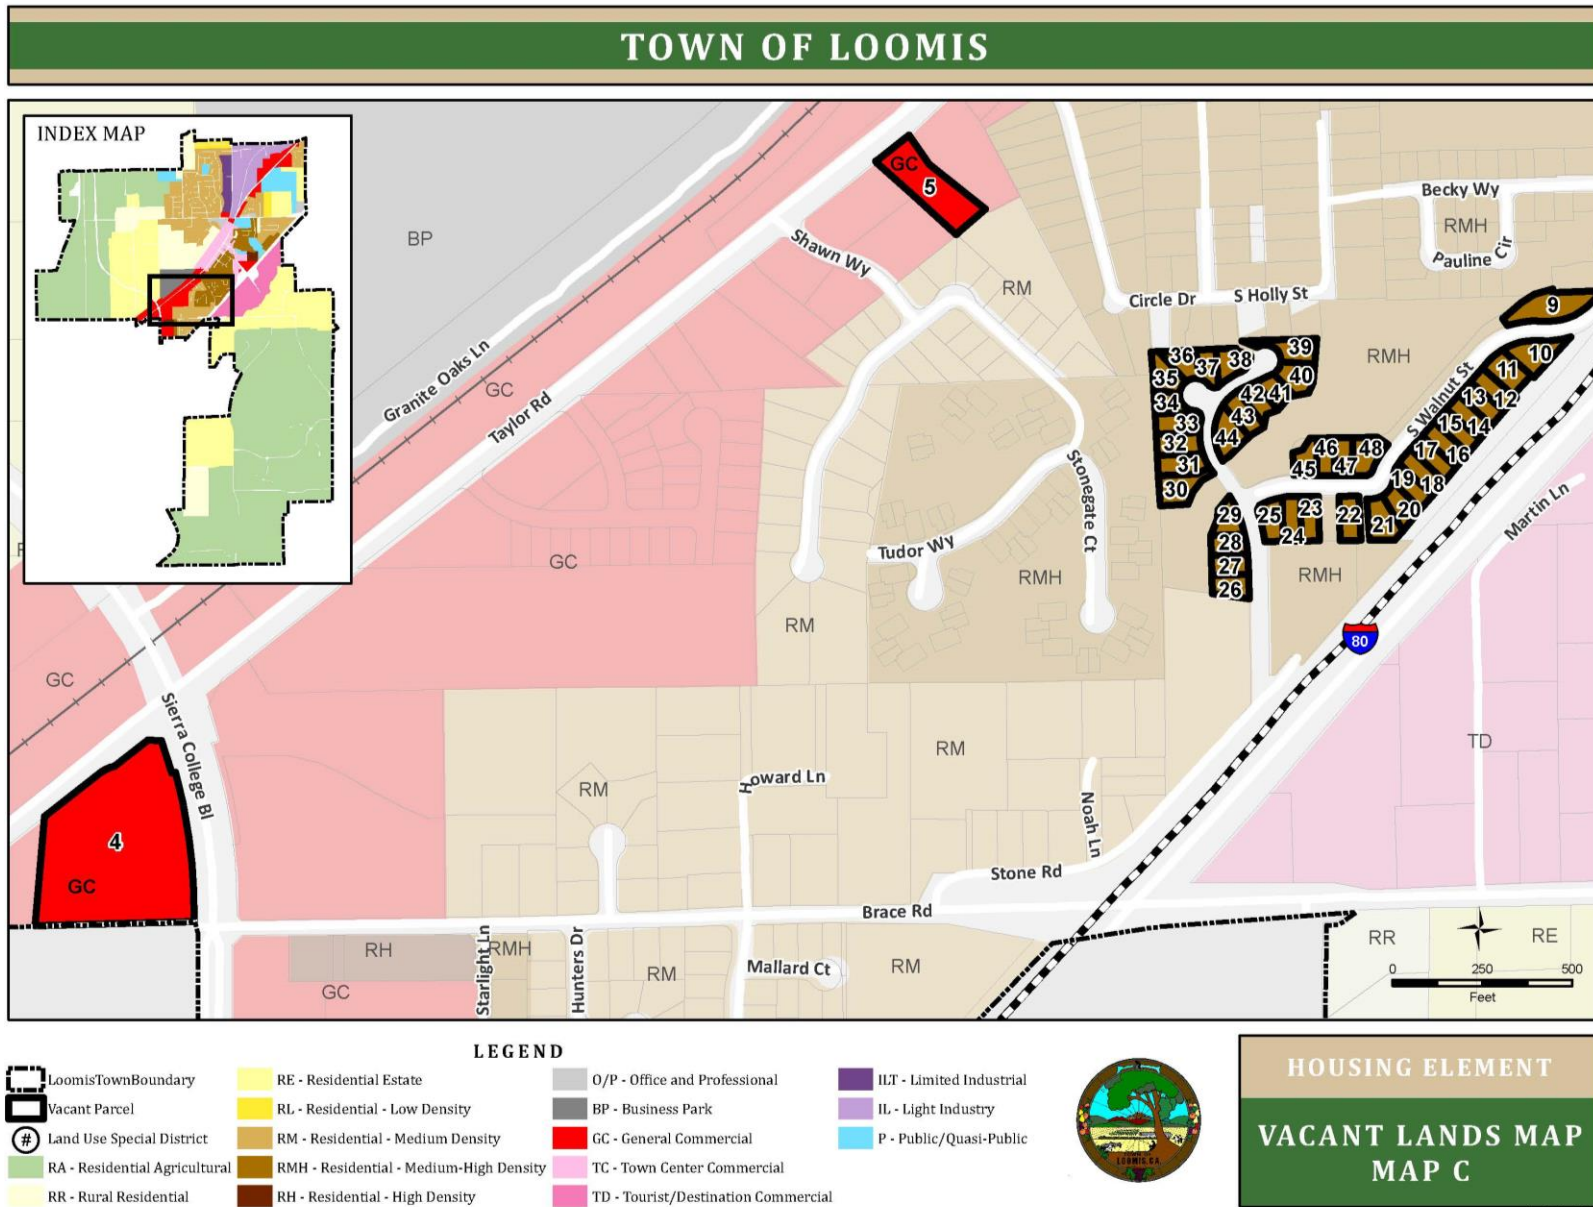 TOWN OF LOOMIS
INDEX MAP
BP
GC
5
Becky Wy
RMH
Pauline Cir
Shawn Wy
RM
Circle Dr
S Holly St
9
Granite Oaks Ln
GC
Taylor Rd
RMH
S Walnut St
36
37
38
39
35
40
34
42
41
33
43
32
44
31
30
10
11
13
12
15
14
17
16
19
18
20
21
46
48
45
47
29
25
23
22
24
28
27
26
Stonegate Ct
Tudor Wy
GC
RMH
RMH
Martin Ln
80
RM
GC
Sierra College Bl
TD
RM
Howard Ln
RM
Noah Ln
4
GC
Stone Rd
Brace Rd
RH
Starlight Ln
RMH
Hunters Dr
RM
Mallard Ct
RM
GC
RR
RE
0 250 500
Feet
LEGEND
LoomisTownBoundary
Vacant Parcel
# Land Use Special District
RA - Residential Agricultural
RR - Rural Residential
RE - Residential Estate
RL - Residential - Low Density
RM - Residential - Medium Density
RMH - Residential - Medium-High Density
RH - Residential - High Density
O/P - Office and Professional
BP - Business Park
GC - General Commercial
TC - Town Center Commercial
TD - Tourist/Destination Commercial
ILT - Limited Industrial
IL - Light Industry
P - Public/Quasi-Public
LOOMIS, CA.
HOUSING ELEMENT
VACANT LANDS MAP
MAP C